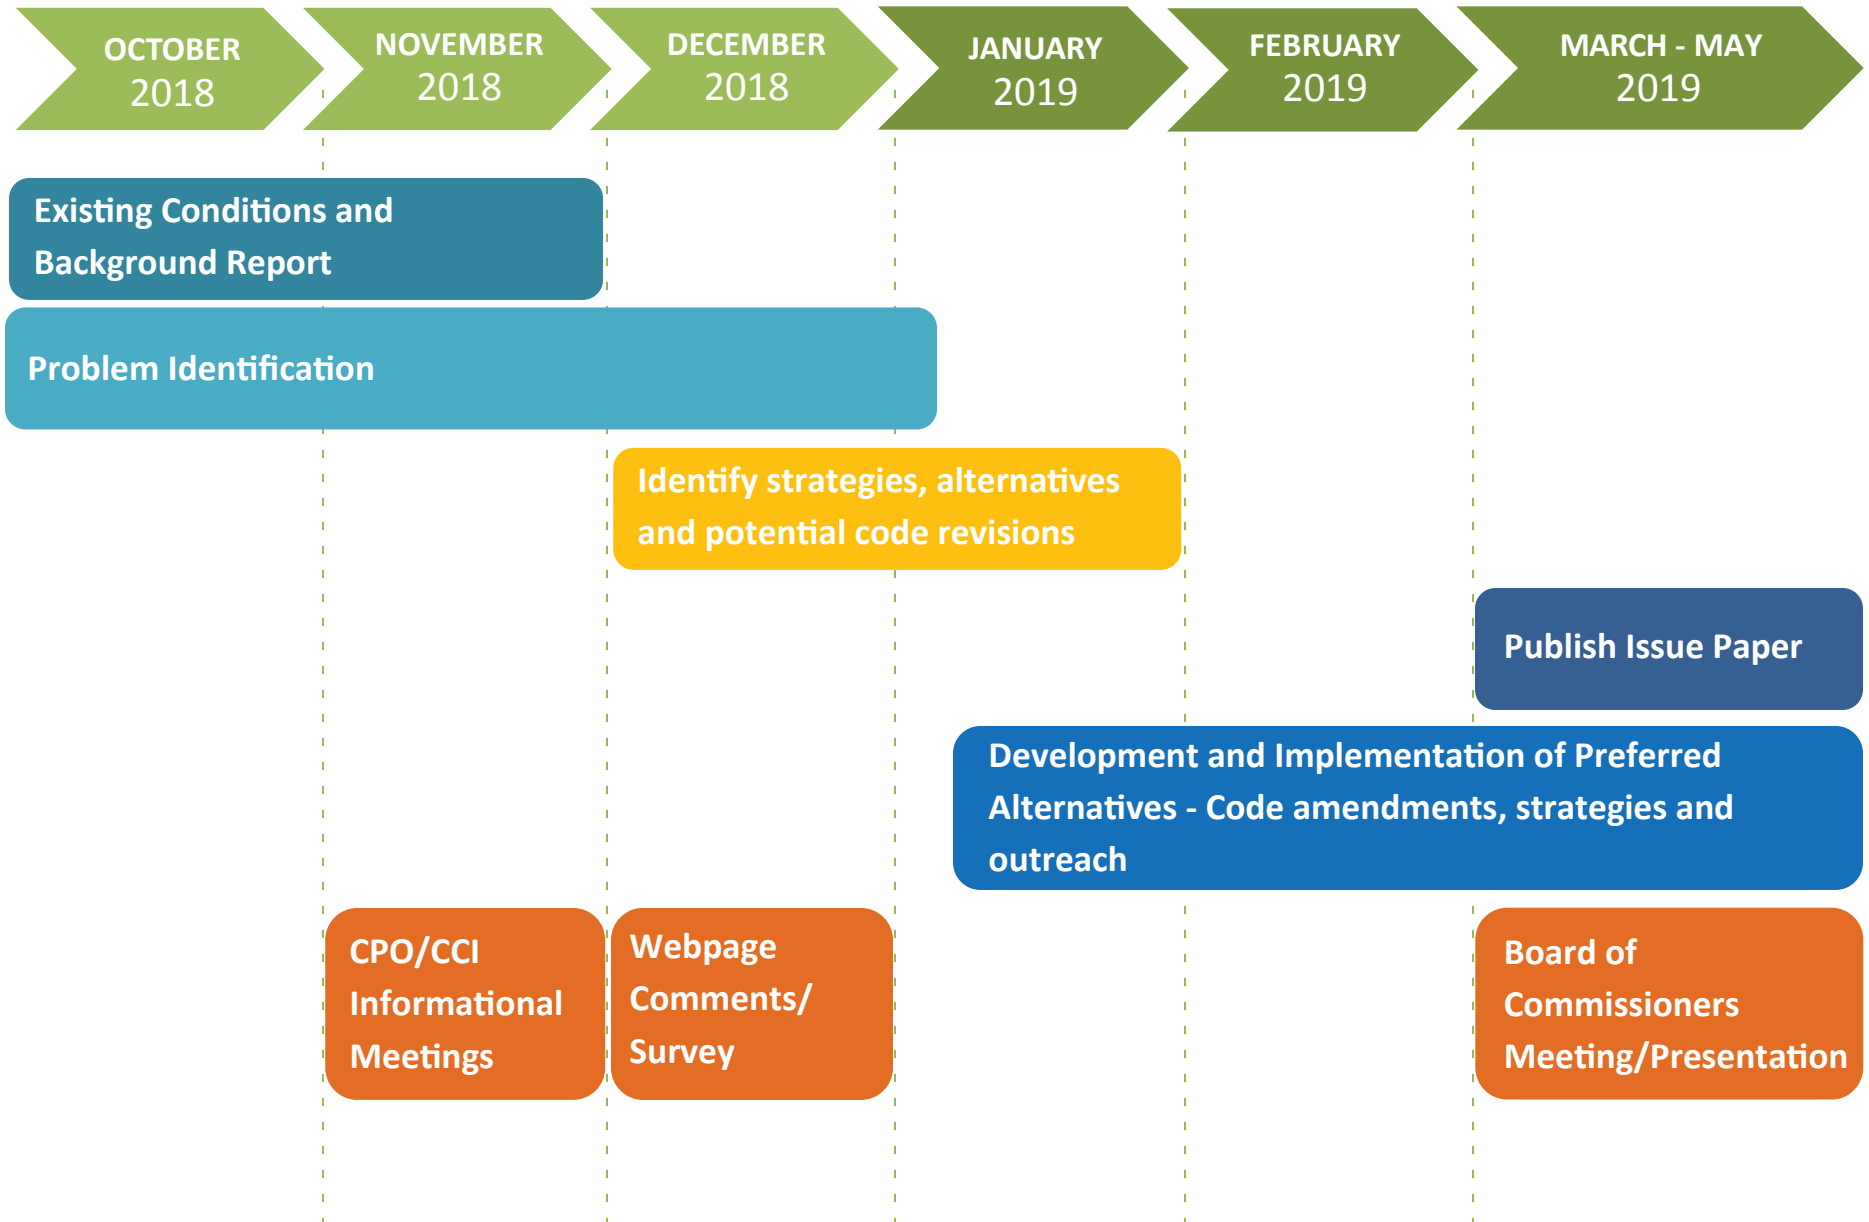 OCTOBER
2018
NOVEMBER
2018
DECEMBER
2018
JANUARY
2019
FEBRUARY
2019
MARCH - MAY
2019
Existing Conditions and
Background Report
Problem Identification
Identify strategies, alternatives
and potential code revisions
Publish Issue Paper
Development and Implementation of Preferred
Alternatives - Code amendments, strategies and
outreach
CPO/CCI
Informational
Meetings
Webpage
Comments/
Survey
Board of
Commissioners
Meeting/Presentation